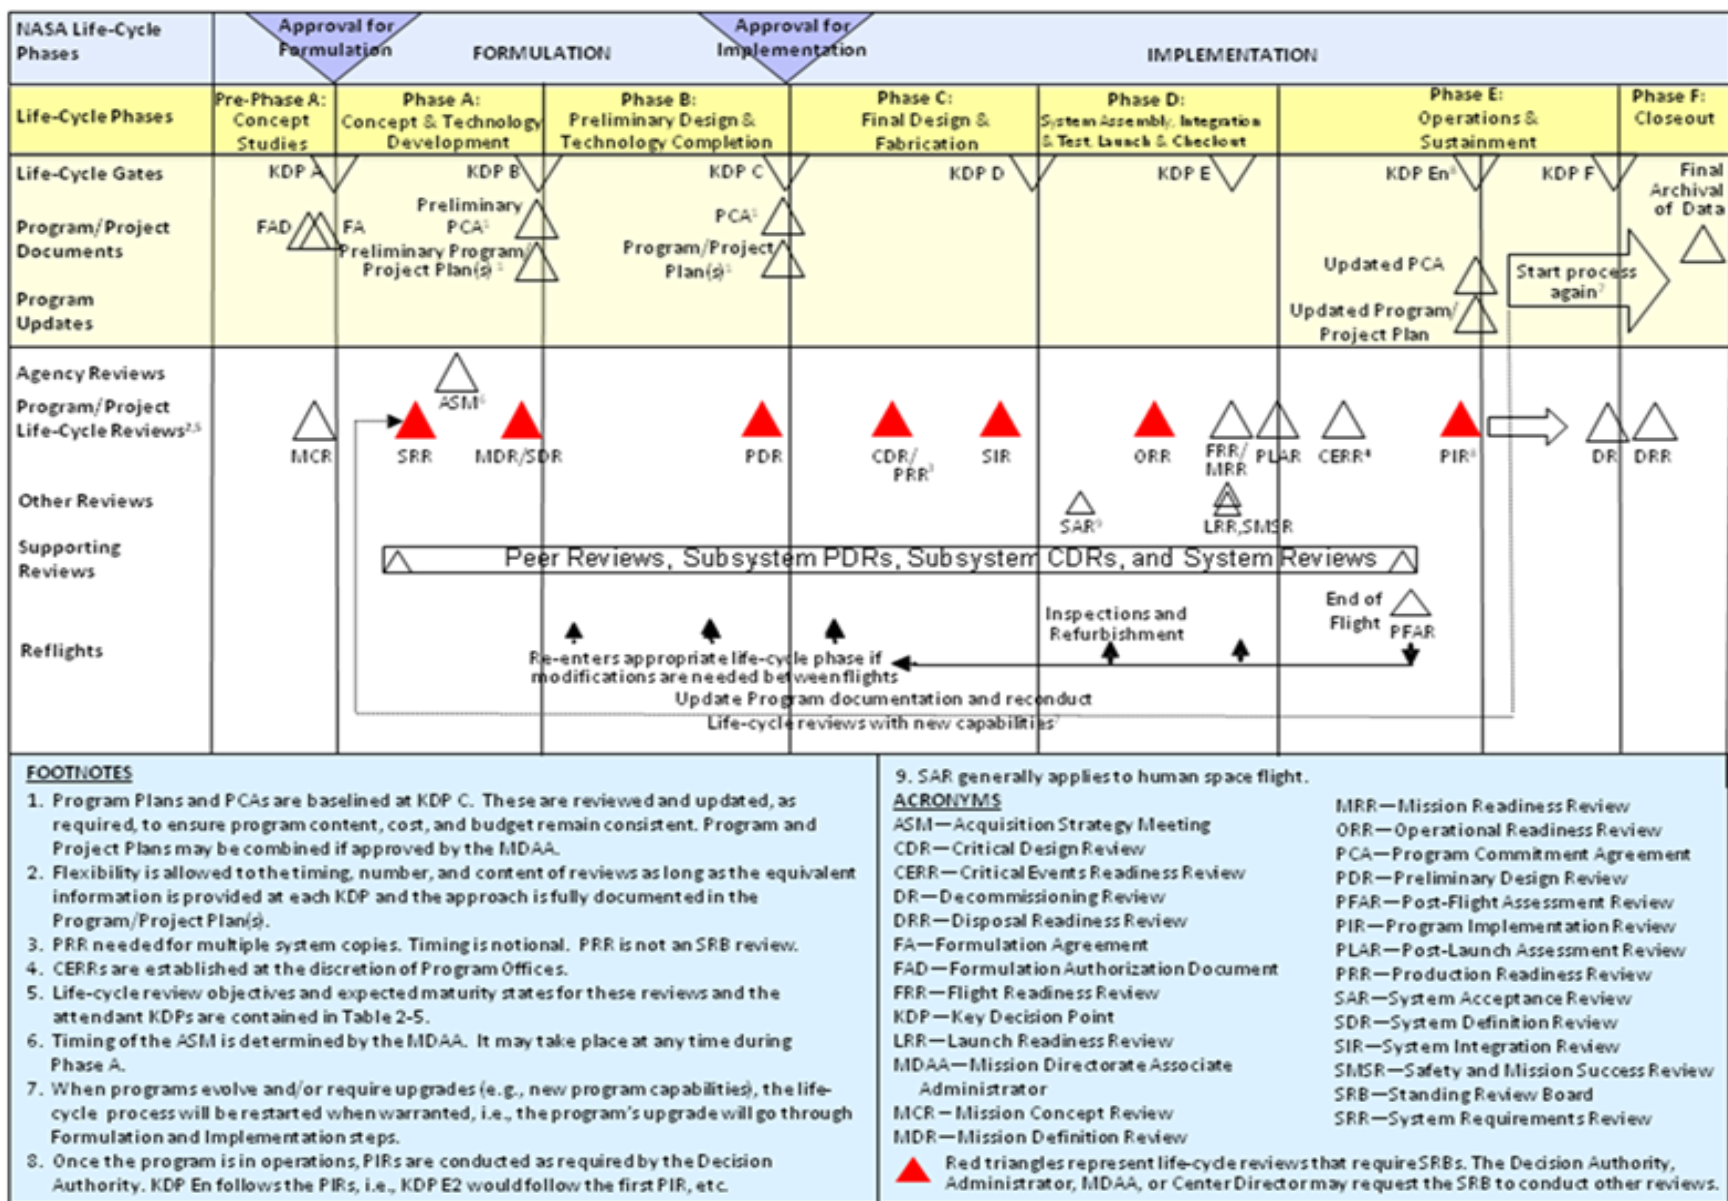 NASA Life-Cycle
Phases
Approval for
Formulation
FORMULATION
Approval for
Implementation
IMPLEMENTATION
Life-Cycle Phases
Pre-Phase A:
Concept
Studies
Phase A:
Concept & Technology
Development
Phase B:
Preliminary Design &
Technology Completion
Phase C:
Final Design &
Fabrication
Phase D:
System Assembly, Integration
& Test, Launch & Checkout
Phase E:
Operations &
Sustainment
Phase F:
Closeout
Life-Cycle Gates
KDP A
KDP B
KDP C
KDP D
KDP E
KDP En⁸
KDP F
Final
Archival
of Data
Program/Project
Documents
FAD
FA
Preliminary
PCA¹
Preliminary Program/
Project Plan(s) ¹
PCA¹
Program/Project
Plan(s)¹
Updated PCA
Start process
again⁷
Program
Updates
Updated Program/
Project Plan
Agency Reviews
ASM⁶
Program/Project
Life-Cycle Reviews²,⁵
MCR
SRR
MDR/SDR
PDR
CDR/
PRR³
SIR
ORR
FRR/
MRR
PLAR
CERR⁴
PIR⁸
DR
DRR
Other Reviews
SAR⁹
LRR,SMSR
Supporting
Reviews
Peer Reviews, Subsystem PDRs, Subsystem CDRs, and System Reviews
Reflights
Inspections and
Refurbishment
End of
Flight
PFAR
Re-enters appropriate life-cycle phase if
modifications are needed between flights
Update Program documentation and reconduct
Life-cycle reviews with new capabilities⁷
FOOTNOTES
1. Program Plans and PCAs are baselined at KDP C. These are reviewed and updated, as
required, to ensure program content, cost, and budget remain consistent. Program and
Project Plans may be combined if approved by the MDAA.
2. Flexibility is allowed to the timing, number, and content of reviews as long as the equivalent
information is provided at each KDP and the approach is fully documented in the
Program/Project Plan(s).
3. PRR needed for multiple system copies. Timing is notional. PRR is not an SRB review.
4. CERRs are established at the discretion of Program Offices.
5. Life-cycle review objectives and expected maturity states for these reviews and the
attendant KDPs are contained in Table 2-5.
6. Timing of the ASM is determined by the MDAA. It may take place at any time during
Phase A.
7. When programs evolve and/or require upgrades (e.g., new program capabilities), the life-
cycle process will be restarted when warranted, i.e., the program's upgrade will go through
Formulation and Implementation steps.
8. Once the program is in operations, PIRs are conducted as required by the Decision
Authority. KDP En follows the PIRs, i.e., KDP E2 would follow the first PIR, etc.
9. SAR generally applies to human space flight.
ACRONYMS
ASM—Acquisition Strategy Meeting
CDR—Critical Design Review
CERR—Critical Events Readiness Review
DR—Decommissioning Review
DRR—Disposal Readiness Review
FA—Formulation Agreement
FAD—Formulation Authorization Document
FRR—Flight Readiness Review
KDP—Key Decision Point
LRR—Launch Readiness Review
MDAA—Mission Directorate Associate
Administrator
MCR—Mission Concept Review
MDR—Mission Definition Review
MRR—Mission Readiness Review
ORR—Operational Readiness Review
PCA—Program Commitment Agreement
PDR—Preliminary Design Review
PFAR—Post-Flight Assessment Review
PIR—Program Implementation Review
PLAR—Post-Launch Assessment Review
PRR—Production Readiness Review
SAR—System Acceptance Review
SDR—System Definition Review
SIR—System Integration Review
SMSR—Safety and Mission Success Review
SRB—Standing Review Board
SRR—System Requirements Review
Red triangles represent life-cycle reviews that require SRBs. The Decision Authority,
Administrator, MDAA, or Center Director may request the SRB to conduct other reviews.